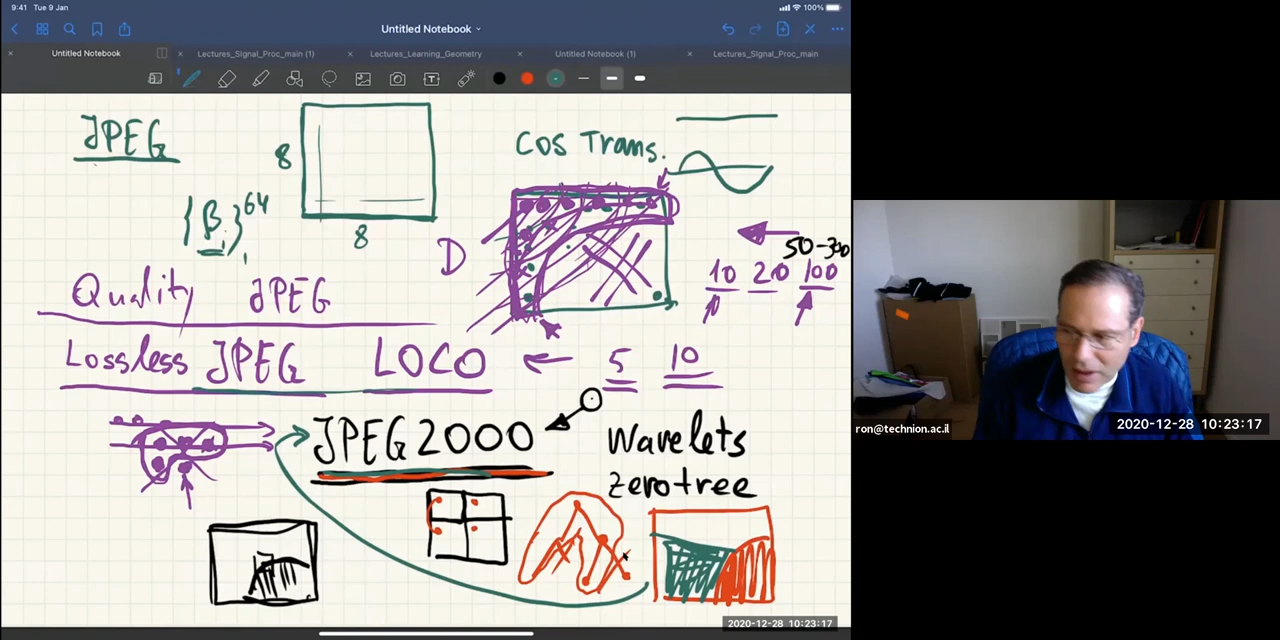 9:41 Tue 9 Jan
100%
Untitled Notebook
Untitled Notebook
Lectures_Signal_Proc_main (1)
Lectures_Learning_Geometry
Untitled Notebook (1)
Lectures_Signal_Proc_main
JPEG
8
8
Cos Trans.
{β}64
D
D
50-300
10 20 100
Quality JPEG
Lossless JPEG LOCO ← 5 10
JPEG2000
Wavelets
zerotree
ron@technion.ac.il
2020-12-28 10:23:17
2020-12-28 10:23:17